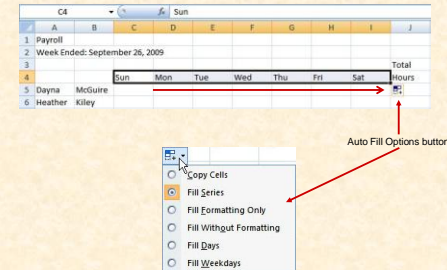 C4 fx Sun
A B C D E F G H I J
1 Payroll
2 Week Ended: September 26, 2009
3 Total
4 Sun Mon Tue Wed Thu Fri Sat Hours
5 Dayna McGuire
6 Heather Kiley
Auto Fill Options button
Copy Cells
Fill Series
Fill Formatting Only
Fill Without Formatting
Fill Days
Fill Weekdays